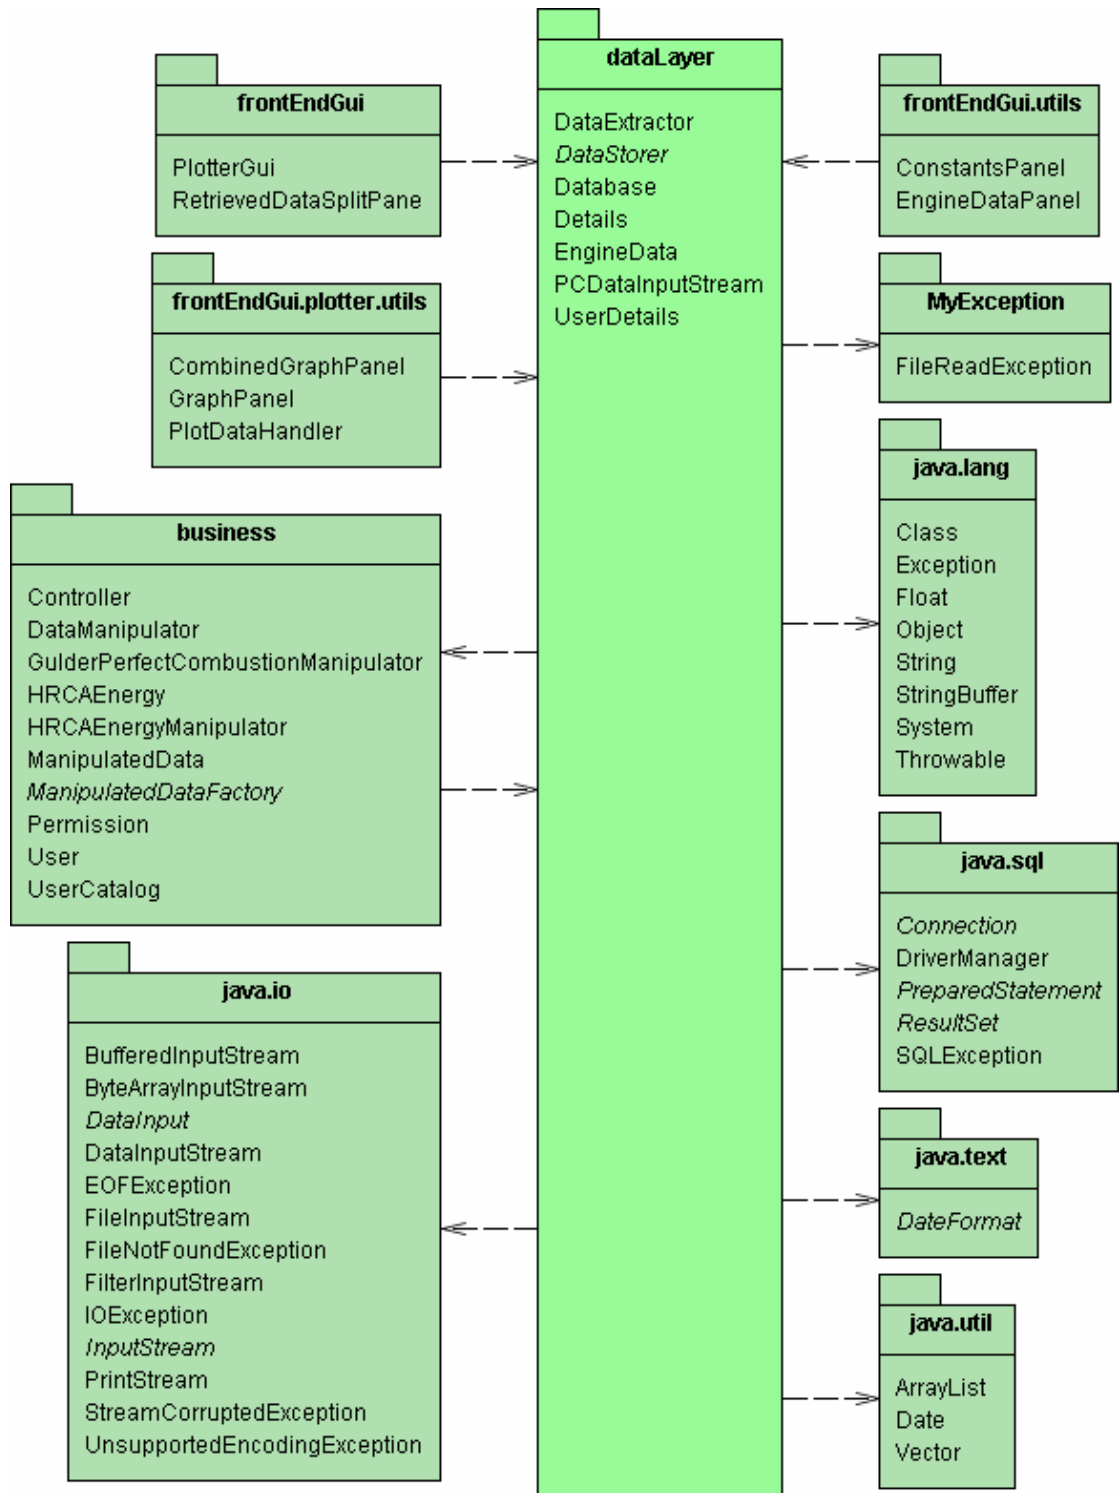 frontEndGui
PlotterGui
RetrievedDataSplitPane
frontEndGui.plotter.utils
CombinedGraphPanel
GraphPanel
PlotDataHandler
business
Controller
DataManipulator
GulderPerfectCombustionManipulator
HRCAEnergy
HRCAEnergyManipulator
ManipulatedData
ManipulatedDataFactory
Permission
User
UserCatalog
java.io
BufferedInputStream
ByteArrayInputStream
DataInput
DataInputStream
EOFException
FileInputStream
FileNotFoundException
FilterInputStream
IOException
InputStream
PrintStream
StreamCorruptedException
UnsupportedEncodingException
dataLayer
DataExtractor
DataStorer
Database
Details
EngineData
PCDataInputStream
UserDetails
frontEndGui.utils
ConstantsPanel
EngineDataPanel
MyException
FileReadException
java.lang
Class
Exception
Float
Object
String
StringBuffer
System
Throwable
java.sql
Connection
DriverManager
PreparedStatement
ResultSet
SQLException
java.text
DateFormat
java.util
ArrayList
Date
Vector